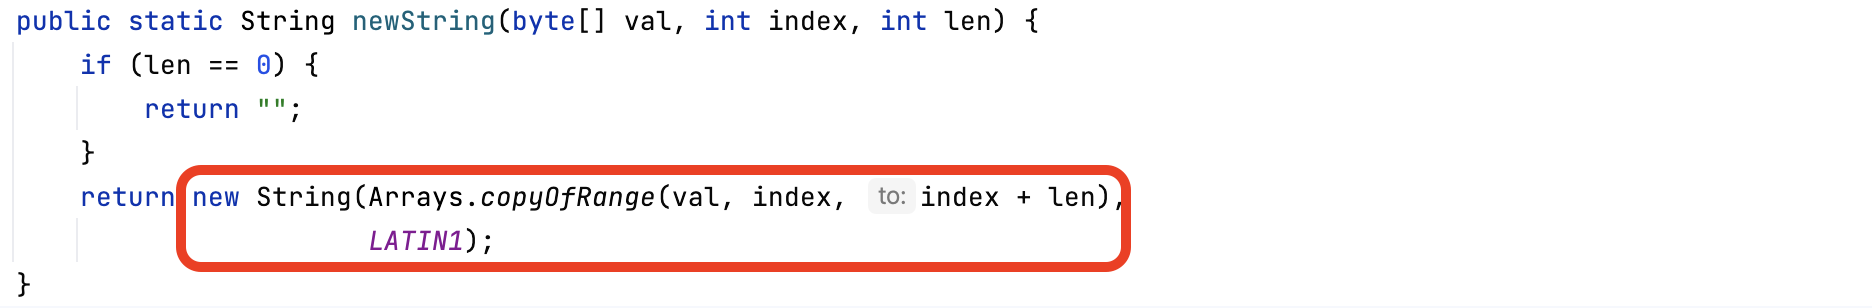 public static String newString(byte[] val, int index, int len) {
if (len == 0) {
return "";
}
return new String(Arrays.copyOfRange(val, index, to: index + len),
LATIN1);
}